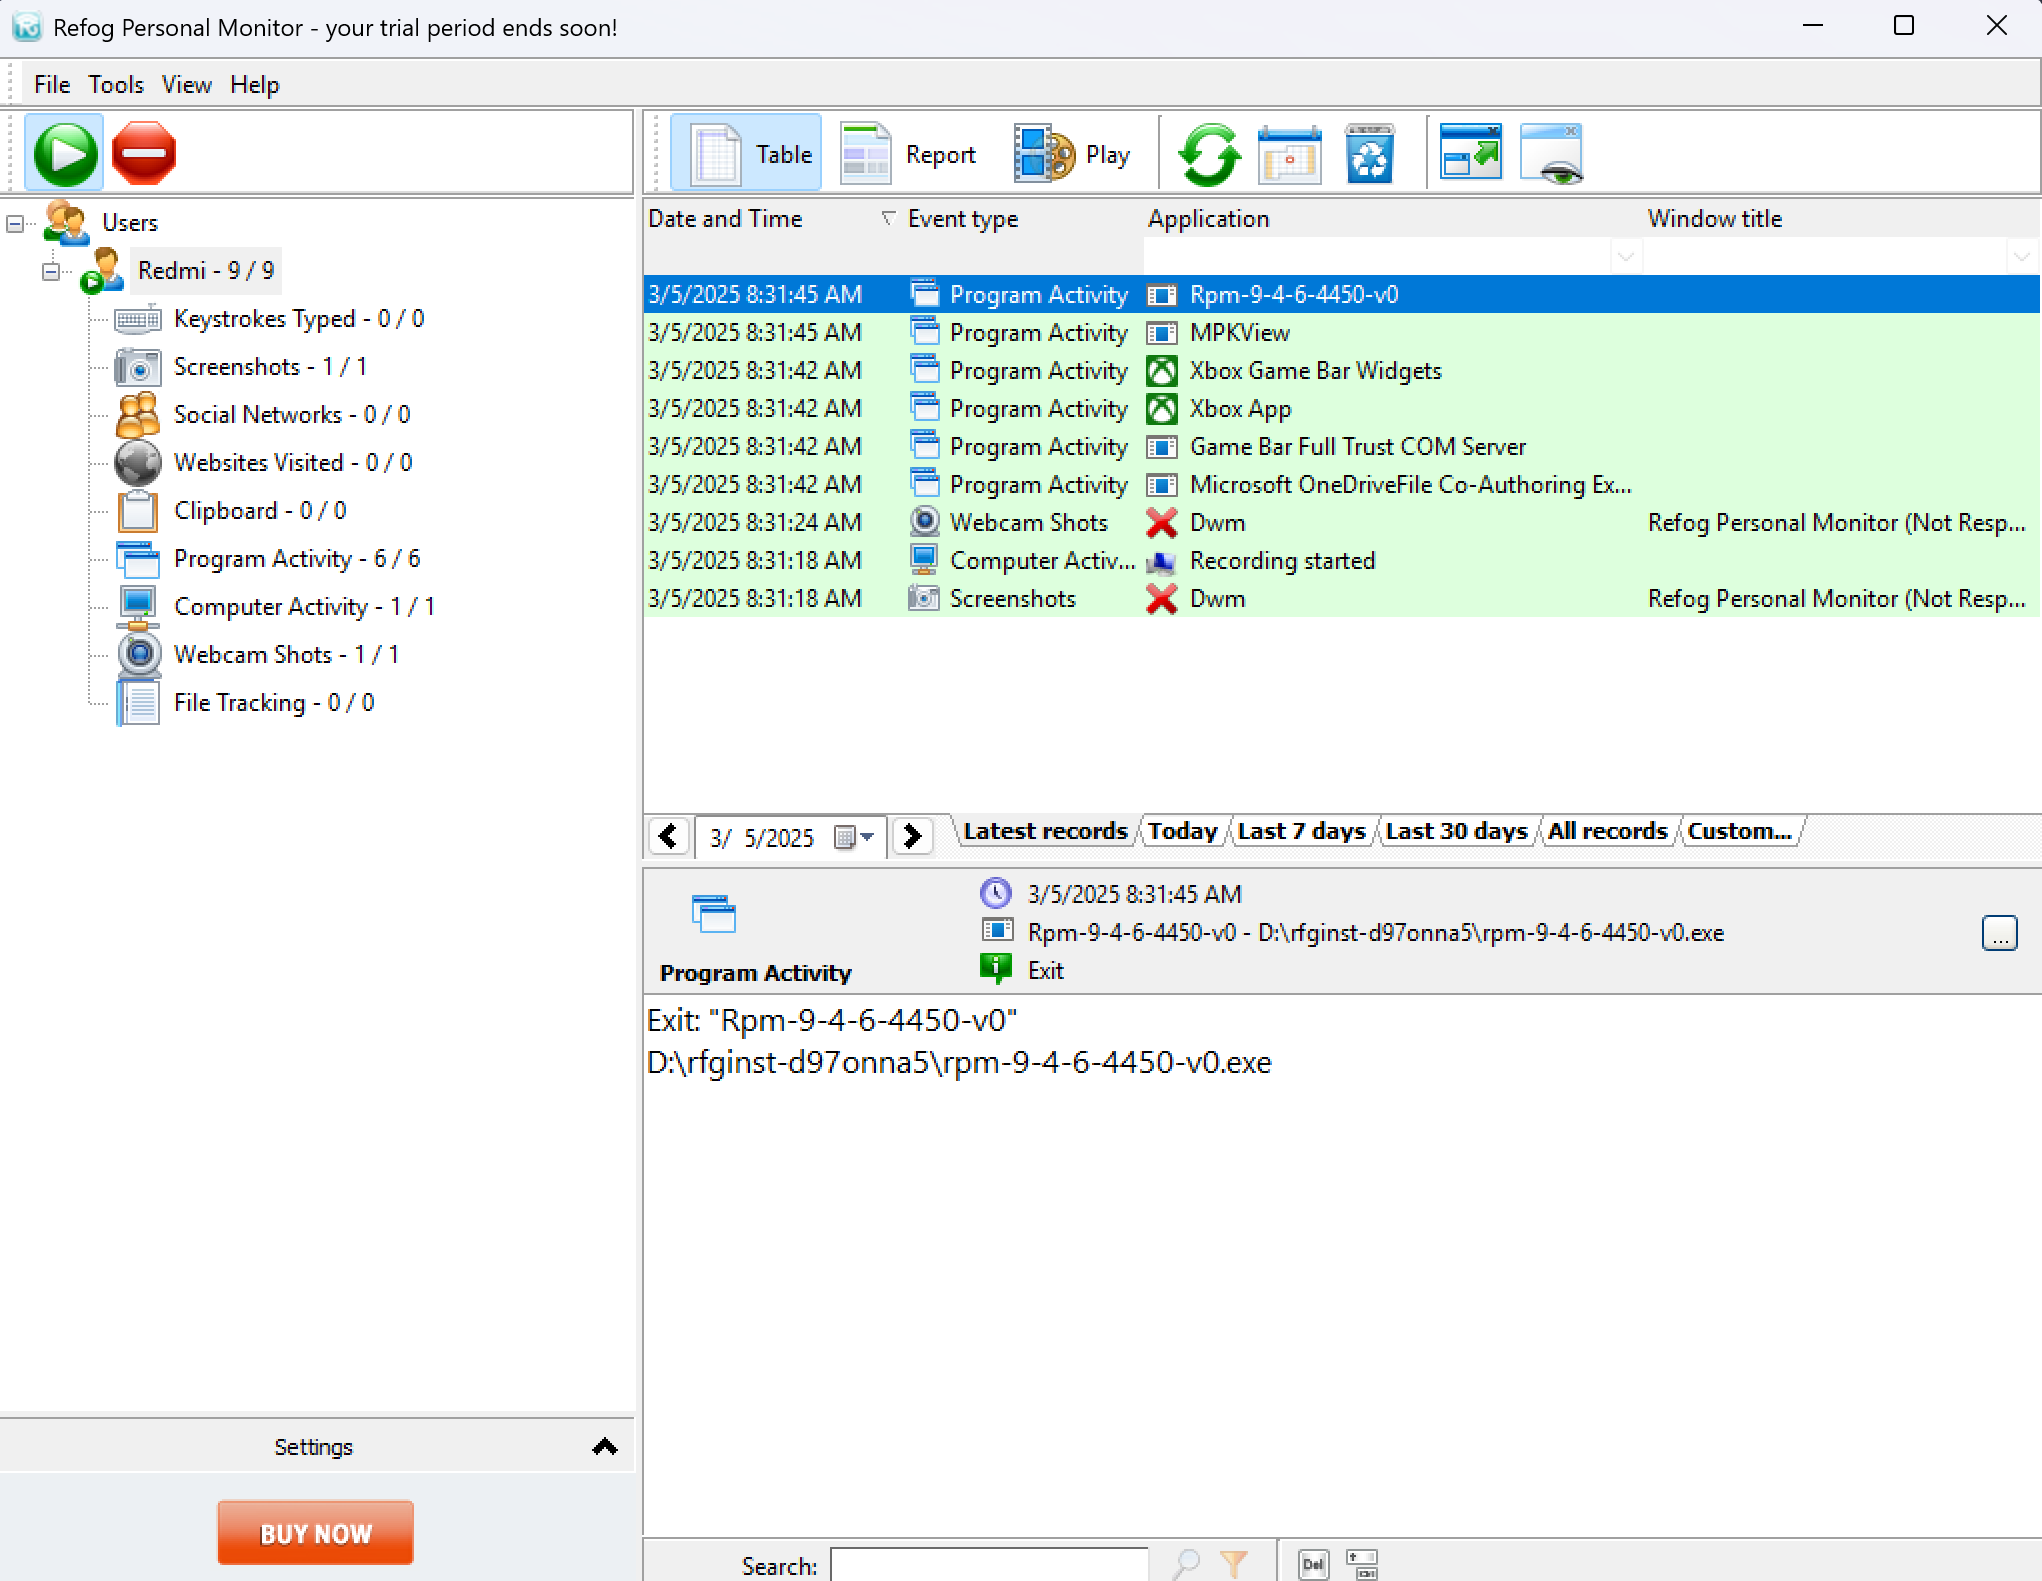 Refog Personal Monitor - your trial period ends soon!
File Tools View Help
Table Report Play
Users
Redmi - 9 / 9
Keystrokes Typed - 0 / 0
Screenshots - 1 / 1
Social Networks - 0 / 0
Websites Visited - 0 / 0
Clipboard - 0 / 0
Program Activity - 6 / 6
Computer Activity - 1 / 1
Webcam Shots - 1 / 1
File Tracking - 0 / 0
Settings
BUY NOW
Date and Time Event type Application Window title
3/5/2025 8:31:45 AM Program Activity Rpm-9-4-6-4450-v0
3/5/2025 8:31:45 AM Program Activity MPKView
3/5/2025 8:31:42 AM Program Activity Xbox Game Bar Widgets
3/5/2025 8:31:42 AM Program Activity Xbox App
3/5/2025 8:31:42 AM Program Activity Game Bar Full Trust COM Server
3/5/2025 8:31:42 AM Program Activity Microsoft OneDriveFile Co-Authoring Ex...
3/5/2025 8:31:24 AM Webcam Shots Dwm Refog Personal Monitor (Not Resp...
3/5/2025 8:31:18 AM Computer Activ... Recording started
3/5/2025 8:31:18 AM Screenshots Dwm Refog Personal Monitor (Not Resp...
3/ 5/2025 Latest records Today Last 7 days Last 30 days All records Custom...
3/5/2025 8:31:45 AM
Rpm-9-4-6-4450-v0 - D:\rfginst-d97onna5\rpm-9-4-6-4450-v0.exe
...
Program Activity Exit
Exit: "Rpm-9-4-6-4450-v0"
D:\rfginst-d97onna5\rpm-9-4-6-4450-v0.exe
Search:
Del